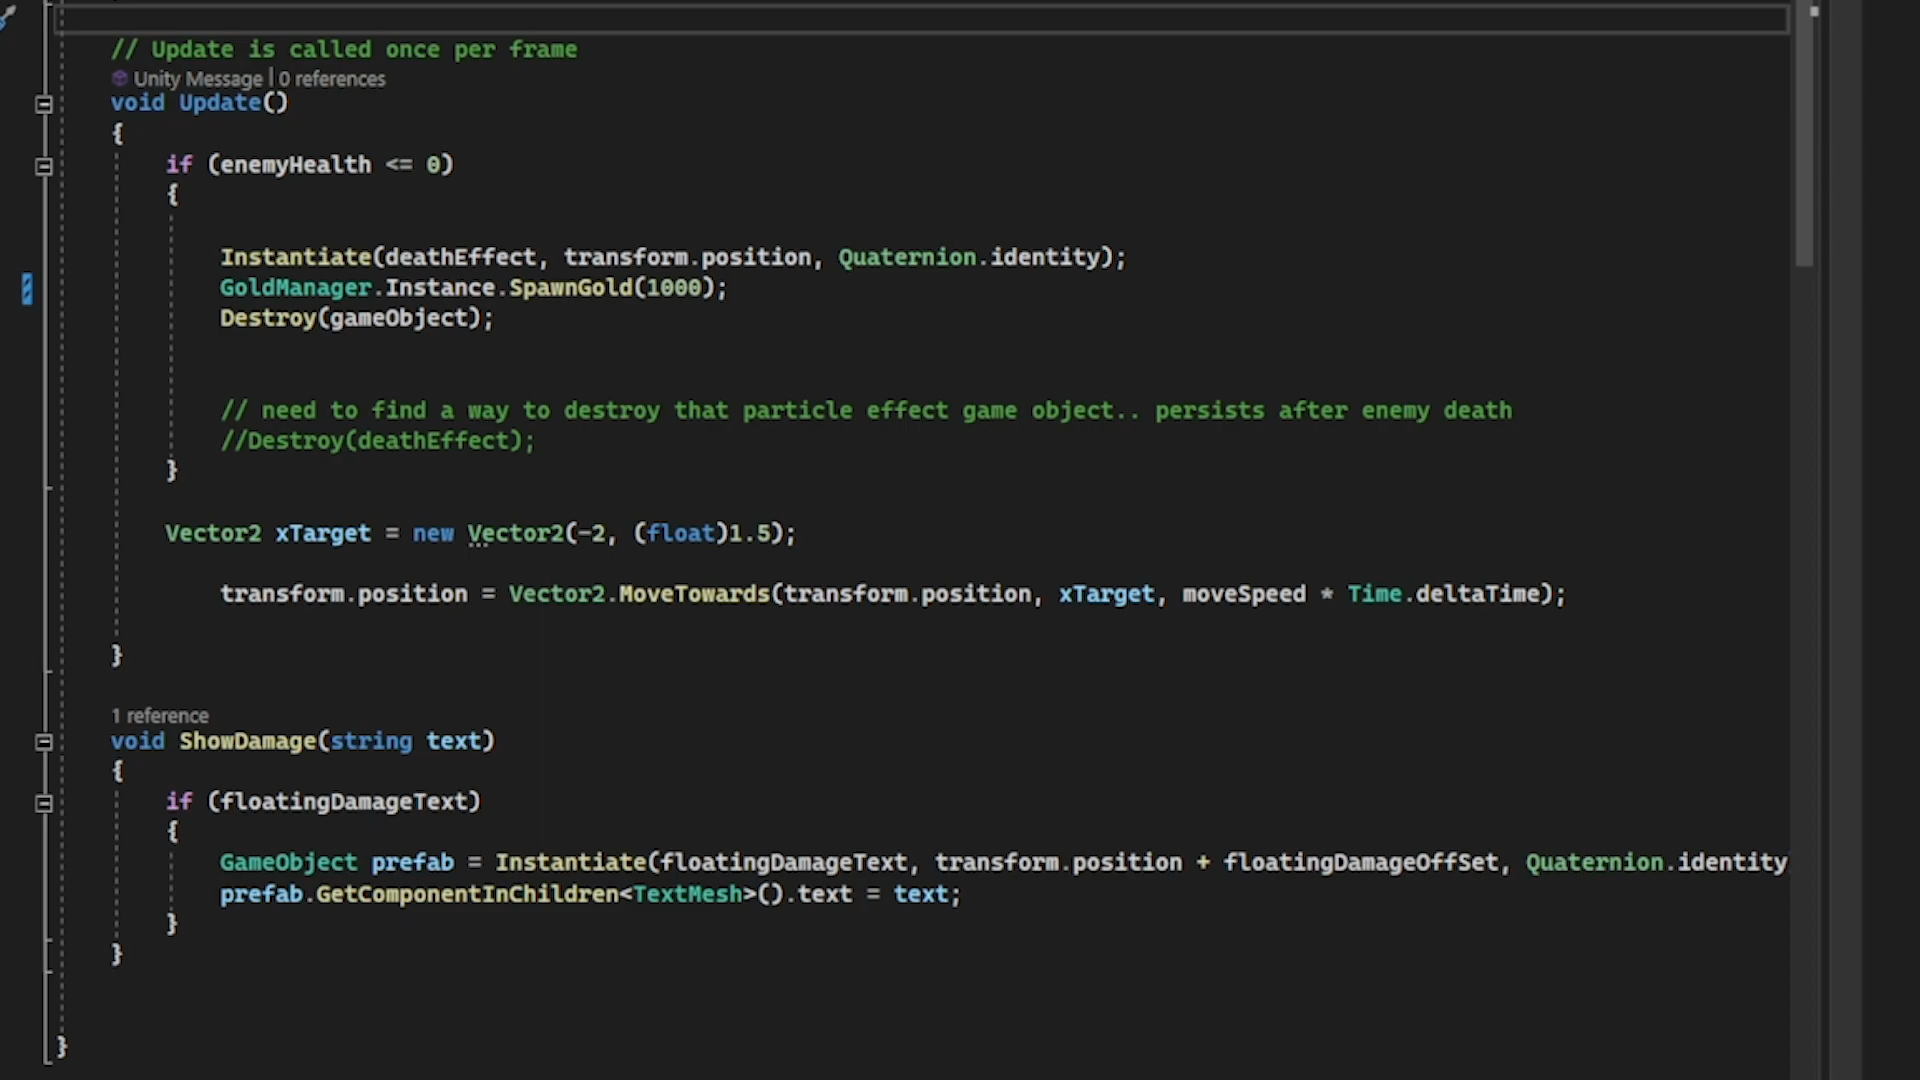 // Update is called once per frame
Unity Message | 0 references
void Update()
{
if (enemyHealth <= 0)
{
Instantiate(deathEffect, transform.position, Quaternion.identity);
GoldManager.Instance.SpawnGold(1000);
Destroy(gameObject);
// need to find a way to destroy that particle effect game object.. persists after enemy death
//Destroy(deathEffect);
}
Vector2 xTarget = new Vector2(-2, (float)1.5);
transform.position = Vector2.MoveTowards(transform.position, xTarget, moveSpeed * Time.deltaTime);
}
1 reference
void ShowDamage(string text)
{
if (floatingDamageText)
{
GameObject prefab = Instantiate(floatingDamageText, transform.position + floatingDamageOffSet, Quaternion.identity
prefab.GetComponentInChildren<TextMesh>().text = text;
}
}
}